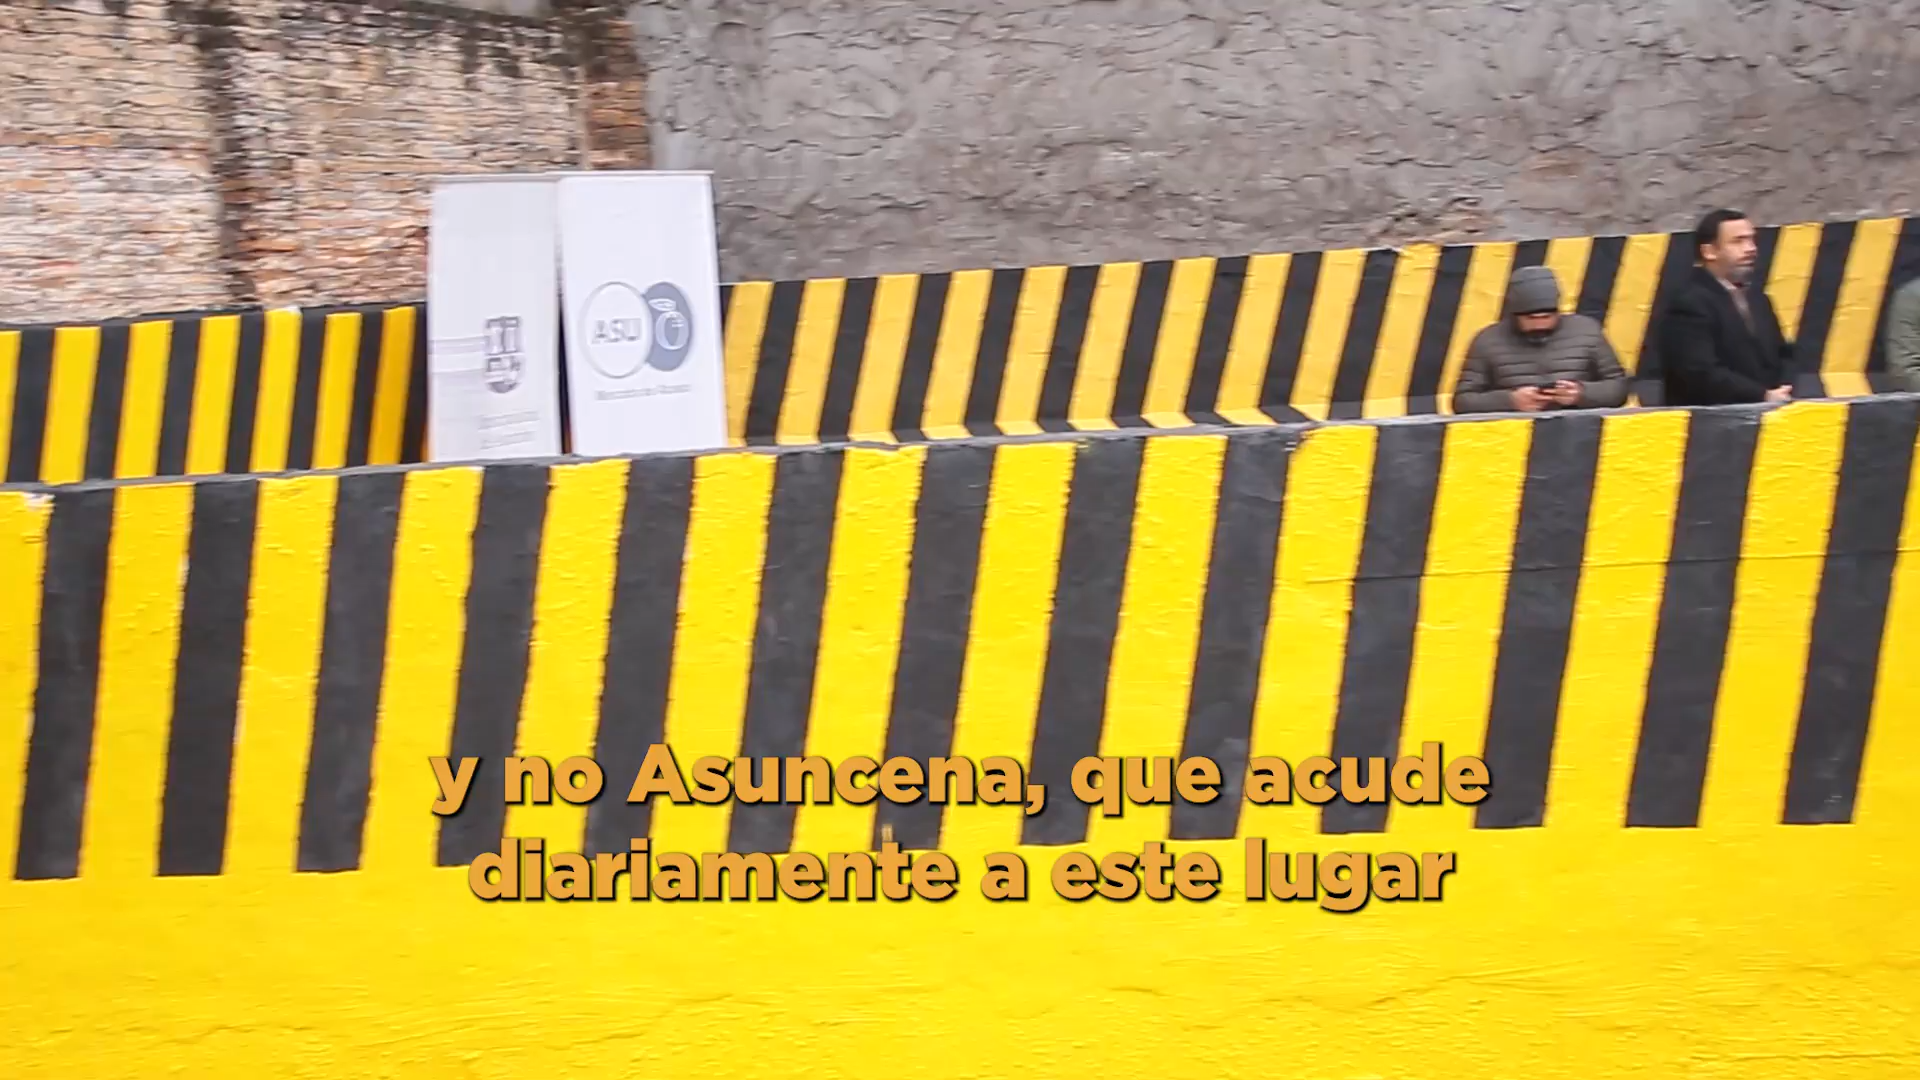 ASU
y no Asuncena, que acude
diariamente a este lugar